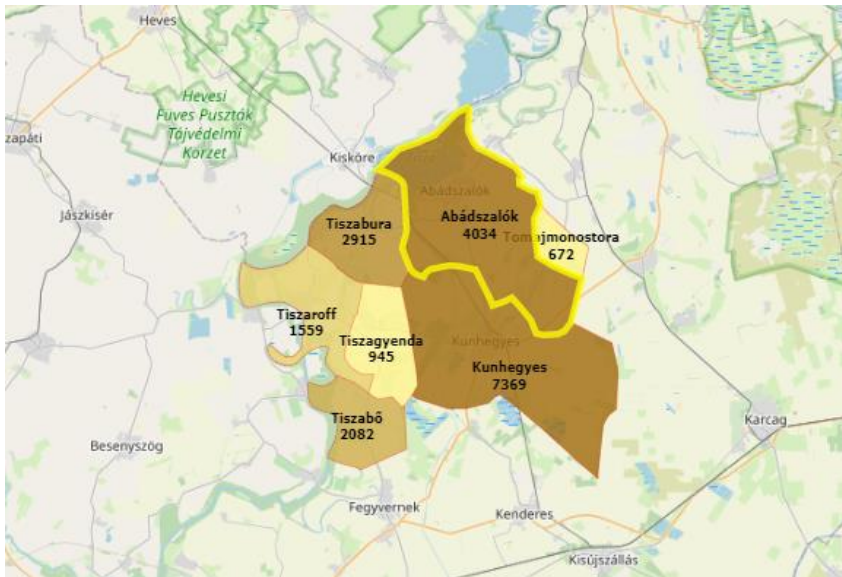 Heves
Hevesi
Füves Puszták
Tájvédelmi
Körzet
szapáti
Kisköre
Jászkisér
Abádszalók
Abádszalók
4034
Tiszabura
2915
Tomajmonostora
672
Tiszaroff
1559
Tiszagyenda
945
Kunhegyes
Kunhegyes
7369
Tiszabő
2082
Karcag
Besenyszög
Fegyvernek
Kenderes
Kisújszállás